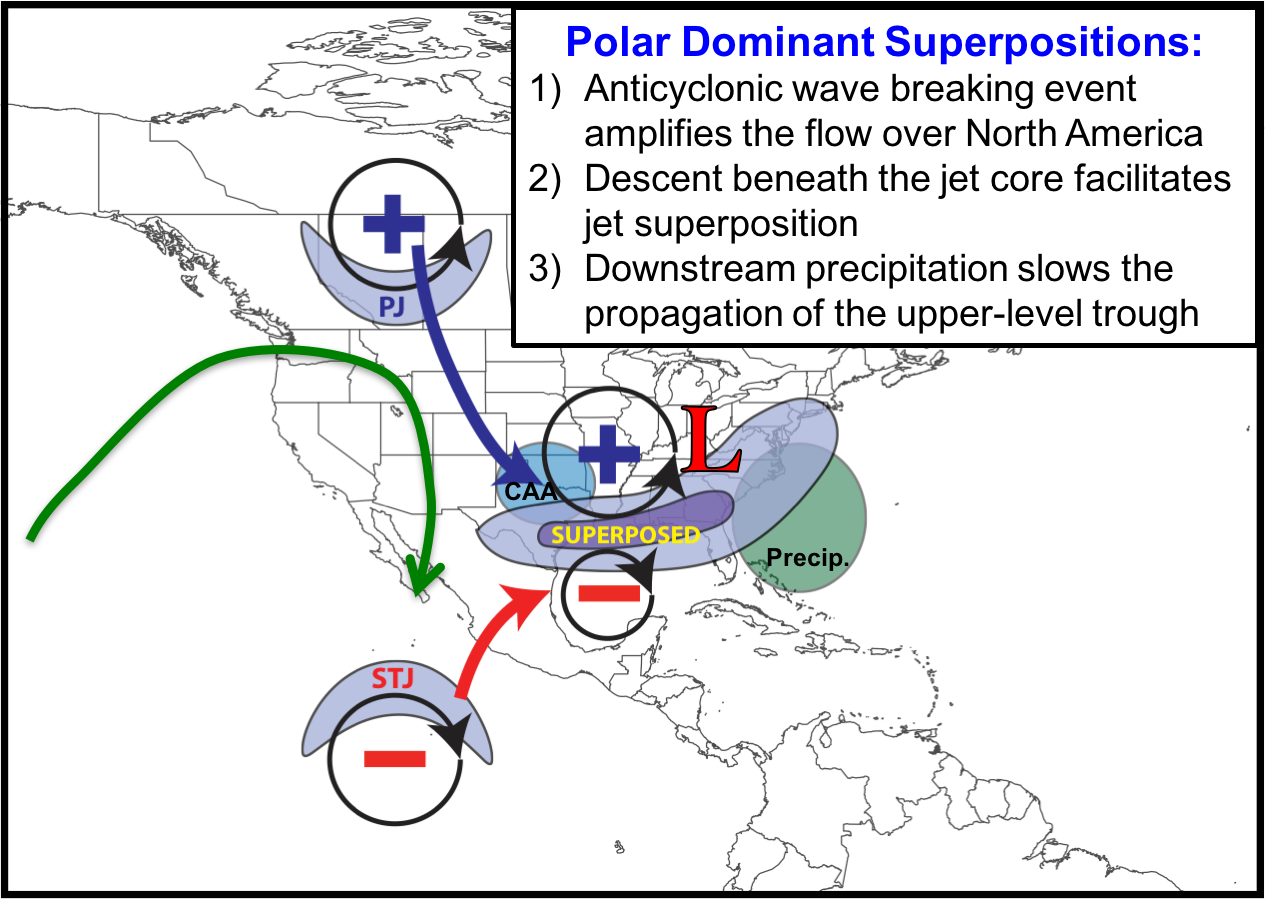 Polar Dominant Superpositions:
1) Anticyclonic wave breaking event
amplifies the flow over North America
2) Descent beneath the jet core facilitates
jet superposition
3) Downstream precipitation slows the
propagation of the upper-level trough
PJ
L
CAA
SUPERPOSED
Precip.
STJ